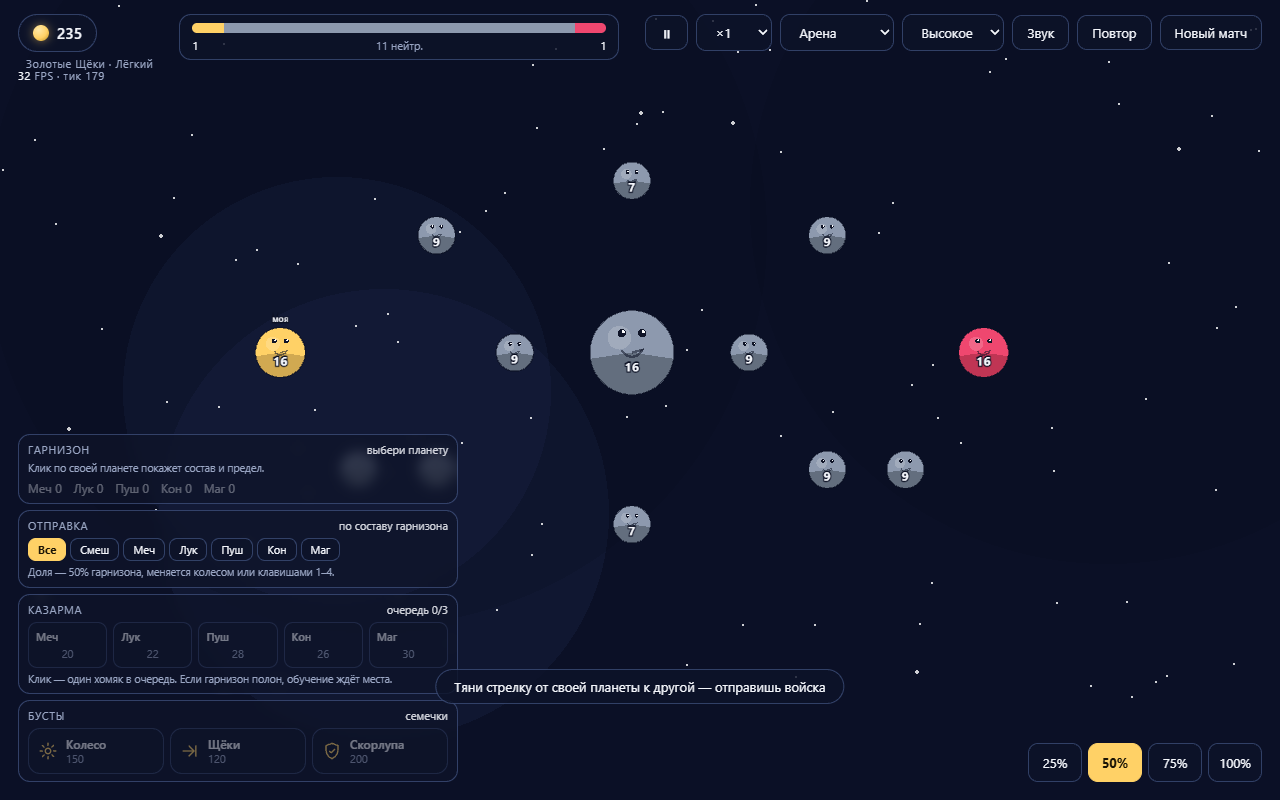 235
1 11 нейтр. 1
×1 Арена Высокое Звук Повтор Новый матч
Золотые Щёки · Лёгкий
32 FPS · тик 179
7
9 9
моя
16 9 16 9 16
9 9
7
ГАРНИЗОН выбери планету
Клик по своей планете покажет состав и предел.
Меч 0 Лук 0 Пуш 0 Кон 0 Маг 0
ОТПРАВКА по составу гарнизона
Все Смеш Меч Лук Пуш Кон Маг
Доля — 50% гарнизона, меняется колесом или клавишами 1–4.
КАЗАРМА очередь 0/3
Меч Лук Пуш Кон Маг
20 22 28 26 30
Клик — один хомяк в очередь. Если гарнизон полон, обучение ждёт места.
Тяни стрелку от своей планеты к другой — отправишь войска
БУСТЫ семечки
Колесо Щёки Скорлупа
150 120 200
25% 50% 75% 100%